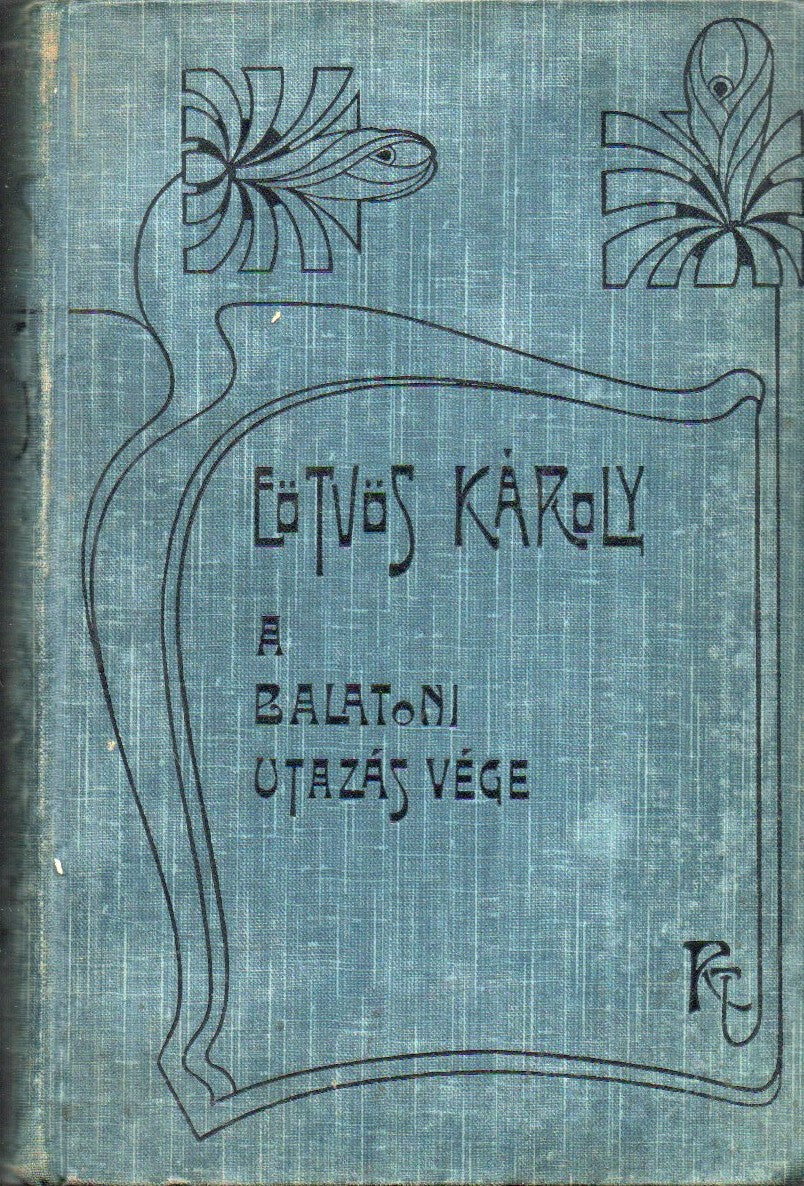 EÖTVÖS KÁROLY
A
BALATONI
UTAZÁS VÉGE